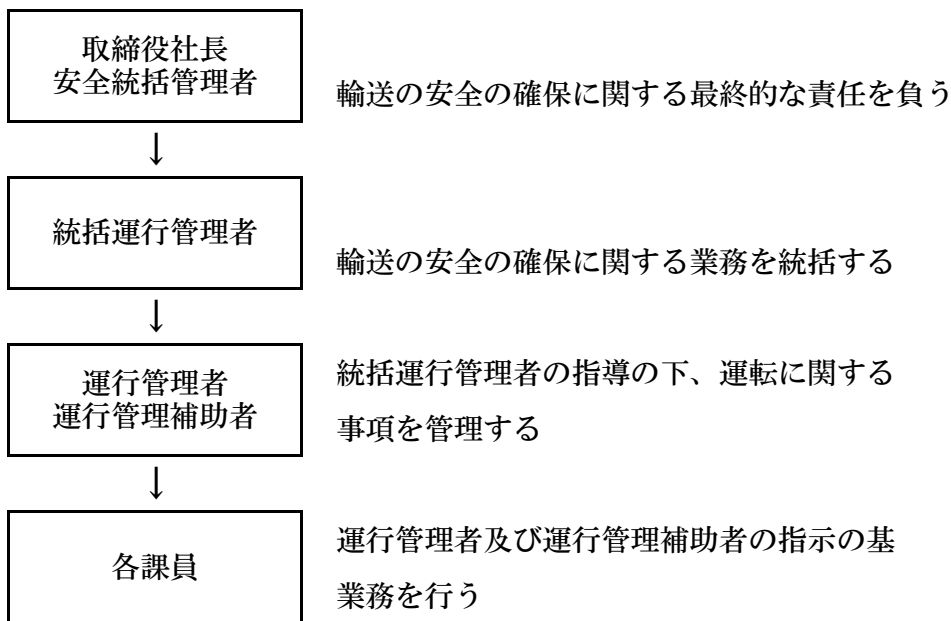 取締役社長
安全統括管理者
輸送の安全の確保に関する最終的な責任を負う
↓
統括運行管理者
輸送の安全の確保に関する業務を統括する
↓
運行管理者
運行管理補助者
統括運行管理者の指導の下、運転に関する
事項を管理する
↓
各課員
運行管理者及び運行管理補助者の指示の基
業務を行う